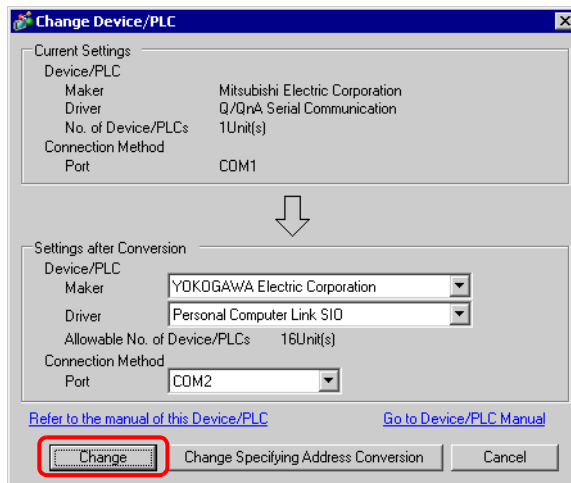 Change Device/PLC
Current Settings
Device/PLC
Maker Mitsubishi Electric Corporation
Driver Q/QnA Serial Communication
No. of Device/PLCs 1Unit(s)
Connection Method
Port COM1
Settings after Conversion
Device/PLC
Maker YOKOGAWA Electric Corporation
Driver Personal Computer Link SIO
Allowable No. of Device/PLCs 16Unit(s)
Connection Method
Port COM2
Refer to the manual of this Device/PLC Go to Device/PLC Manual
Change Change Specifying Address Conversion Cancel